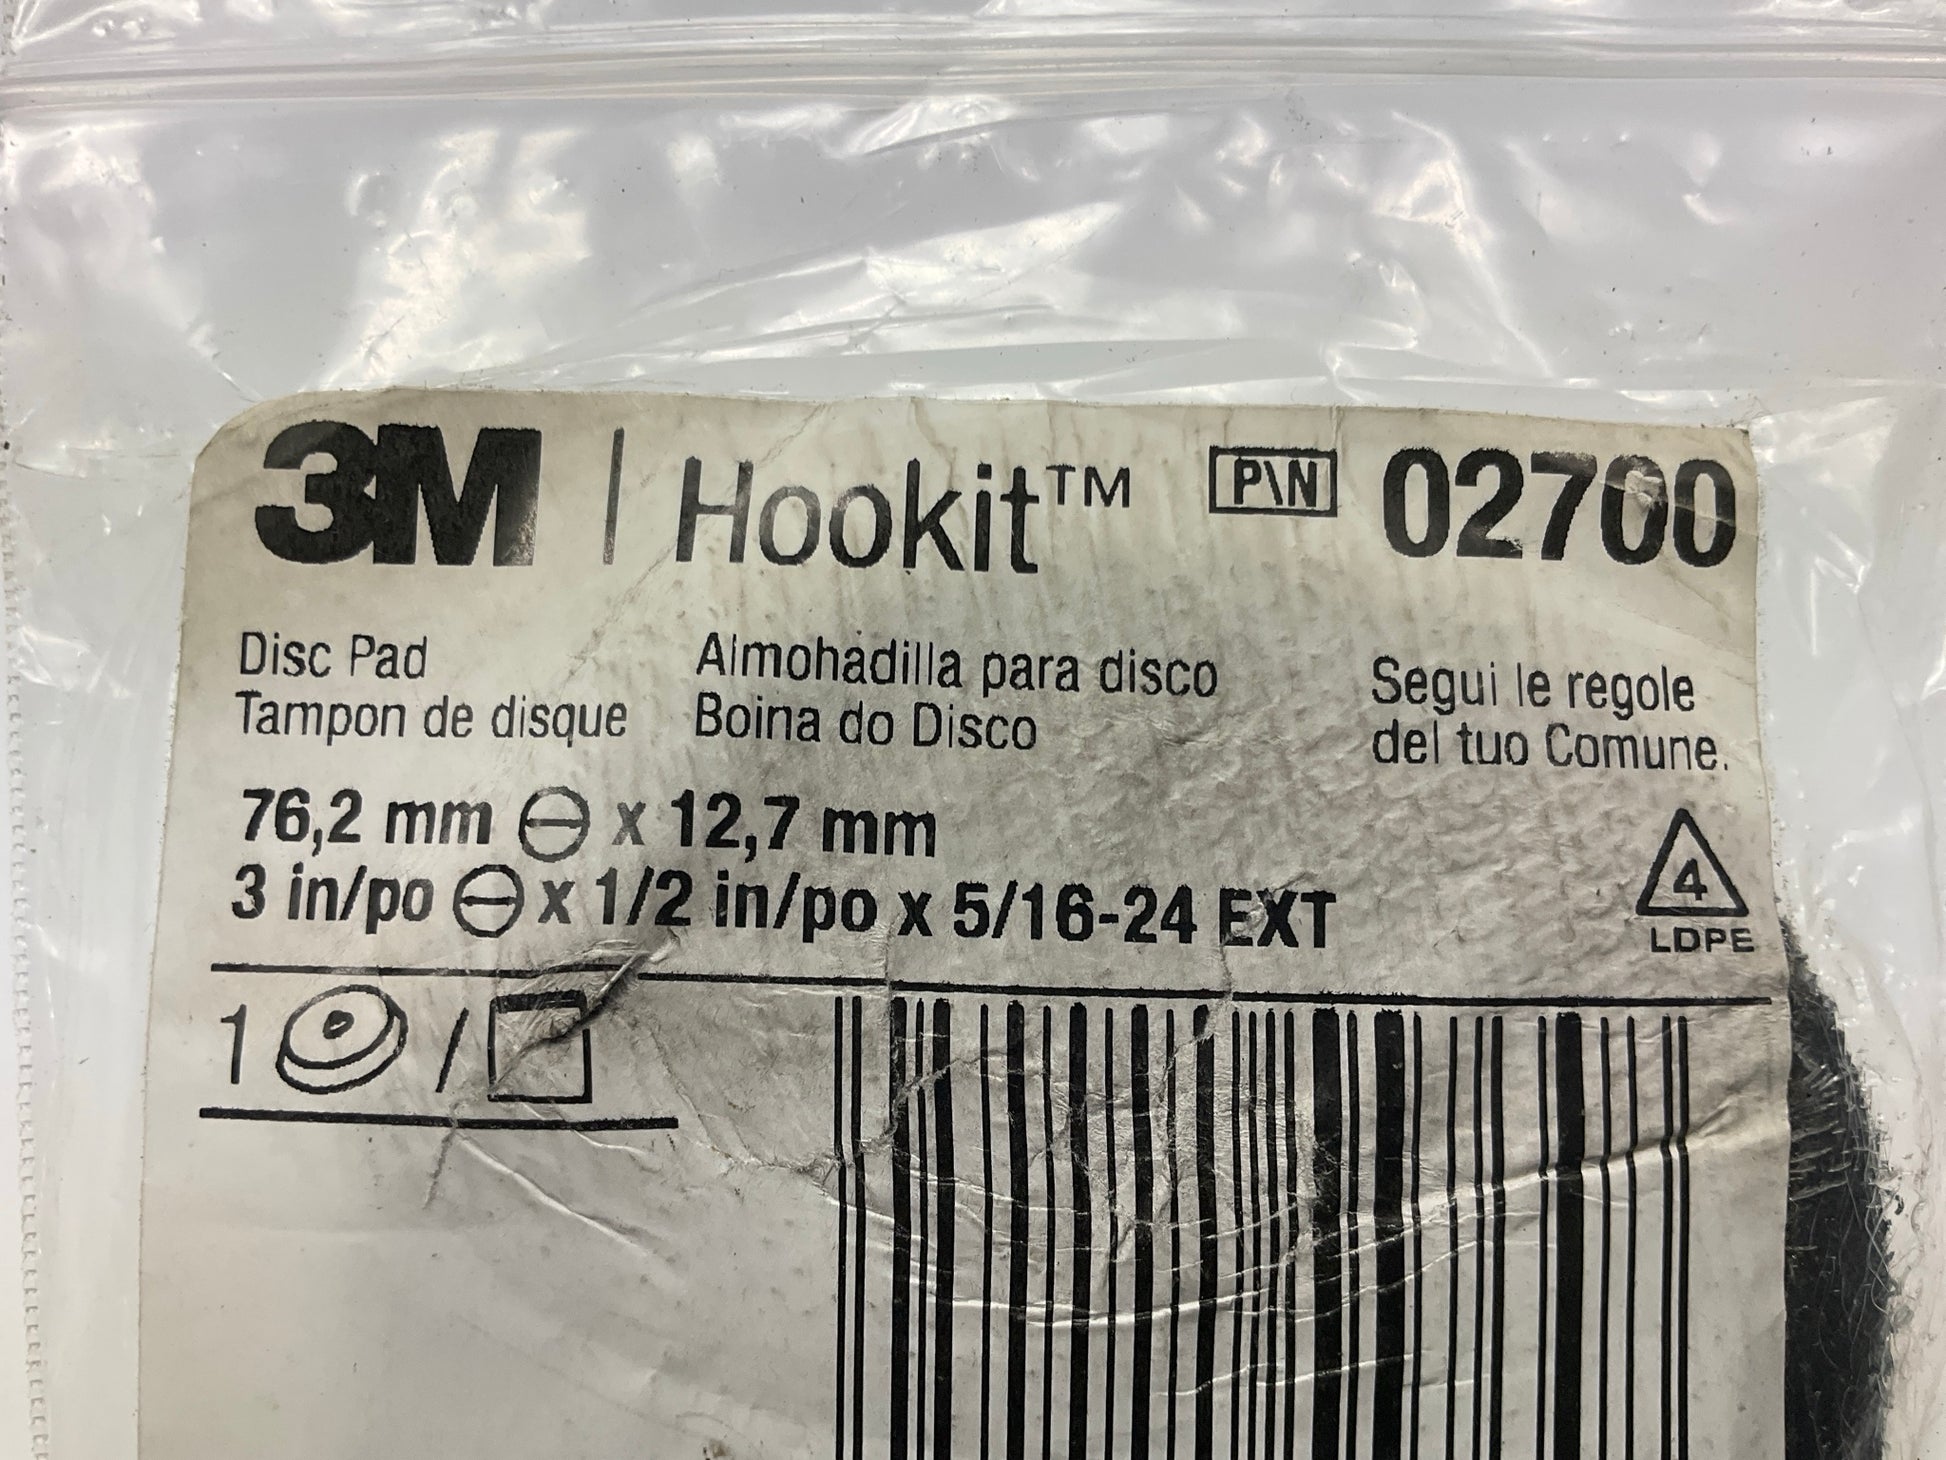 3M | Hookit™ P\N 02700
Disc Pad
Tampon de disque
Almohadilla para disco
Boina do Disco
Segui le regole
del tuo Comune.
76,2 mm ⊖ x 12,7 mm
3 in/po ⊖ x 1/2 in/po x 5/16-24 EXT
4
LDPE
1 /